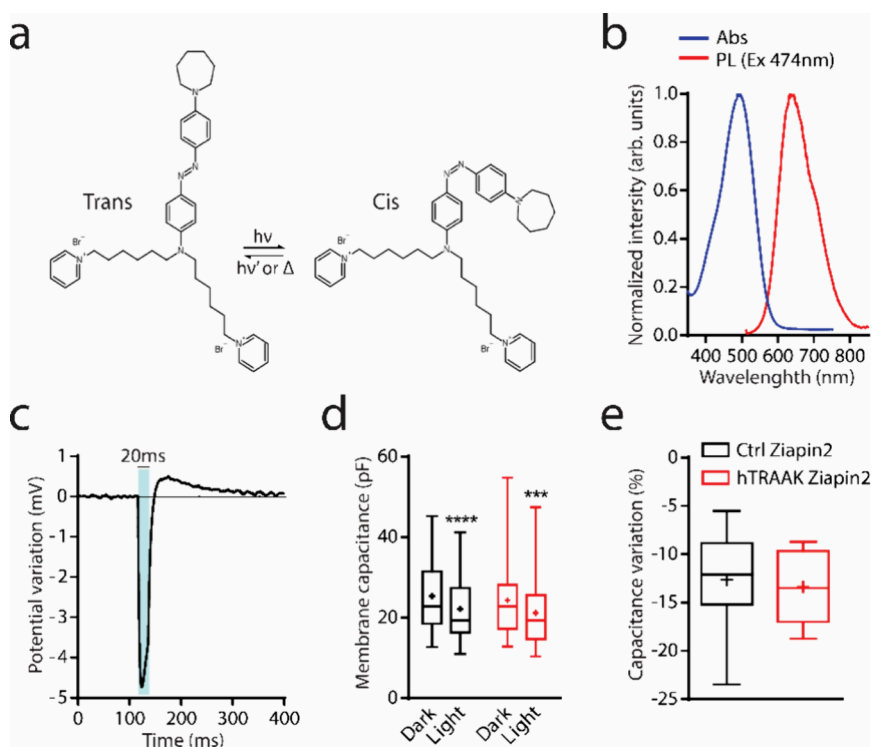 a
Trans
Cis
hν
hν' or Δ
N
N
N
N
Br⁻
N⁺
Br⁻
N⁺
N
N
N
N
Br⁻
N⁺
Br⁻
N⁺
b
Abs
PL (Ex 474nm)
Normalized intersity (arb. units)
1.0
0.8
0.6
0.4
0.2
0.0
400 500 600 700 800
Wavelenghth (nm)
c
20ms
Potential variation (mV)
1
0
-1
-2
-3
-4
-5
0 100 200 300 400
Time (ms)
d
Membrane capacitance (pF)
60
40
20
0
****
***
Dark Light Dark Light
e
Ctrl Ziapin2
hTRAAK Ziapin2
Capacitance variation (%)
0
-5
-10
-15
-20
-25